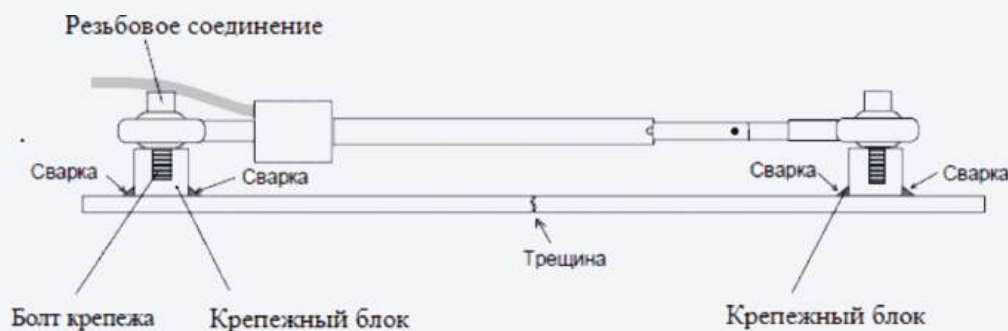 Резьбовое соединение
Сварка
Сварка
Сварка
Сварка
Трещина
Болт крепежа
Крепежный блок
Крепежный блок